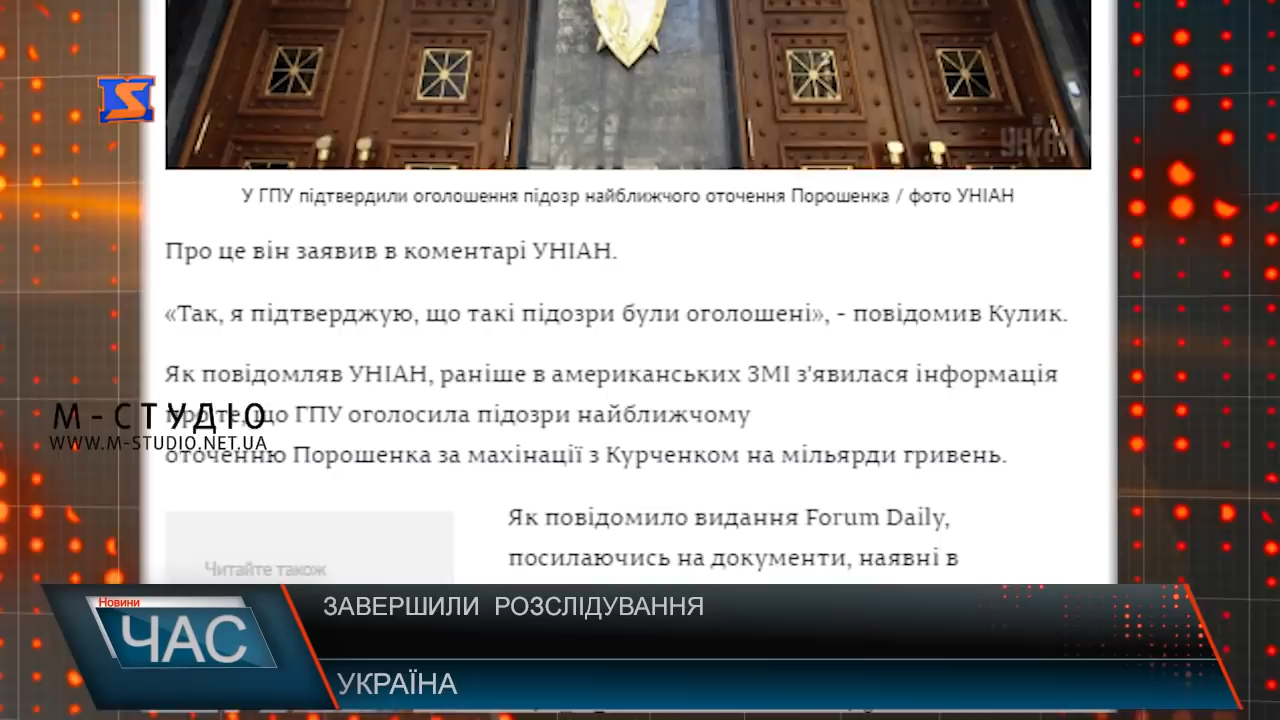 УНІАН
У ГПУ підтвердили оголошення підозр найближчого оточення Порошенка / фото УНІАН
Про це він заявив в коментарі УНІАН.
«Так, я підтверджую, що такі підозри були оголошені», - повідомив Кулик.
Як повідомляв УНІАН, раніше в американських ЗМІ з'явилася інформація
про те, що ГПУ оголосила підозри найближчому
оточенню Порошенка за махінації з Курченком на мільярди гривень.
М-СТУДІО
WWW.M-STUDIO.NET.UA
Як повідомило видання Forum Daily,
посилаючись на документи, наявні в
Читайте також
Новини
ЧАС
ЗАВЕРШИЛИ РОЗСЛІДУВАННЯ
УКРАЇНА